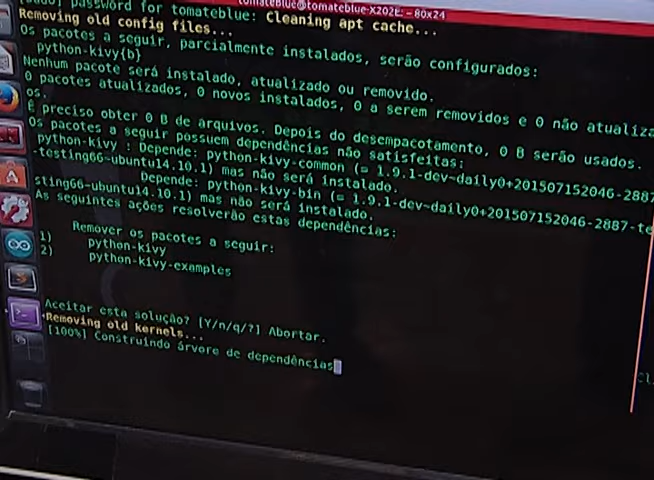 tomateblue@tomateblue-X202E: ~ 80x24
password for tomateblue: Cleaning apt cache...
Removing old config files...
Os pacotes a seguir, parcialmente instalados, serão configurados:
python-kivy{b}
Nenhum pacote será instalado, atualizado ou removido.
0 pacotes atualizados, 0 novos instalados, 0 a serem removidos e 0 não atualiza
os.
É preciso obter 0 B de arquivos. Depois do desempacotamento, 0 B serão usados.
Os pacotes a seguir possuem dependências não satisfeitas:
python-kivy : Depende: python-kivy-common (= 1.9.1-dev~daily0+201507152046-2887
-testing66~ubuntu14.10.1) mas não será instalado.
Depende: python-kivy-bin (= 1.9.1-dev~daily0+201507152046-2887-te
sting66~ubuntu14.10.1) mas não será instalado.
As seguintes ações resolverão estas dependências:
Remover os pacotes a seguir:
1) python-kivy
2) python-kivy-examples
Aceitar esta solução? [Y/n/q/?] Abortar.
Removing old kernels...
[100%] Construindo árvore de dependências